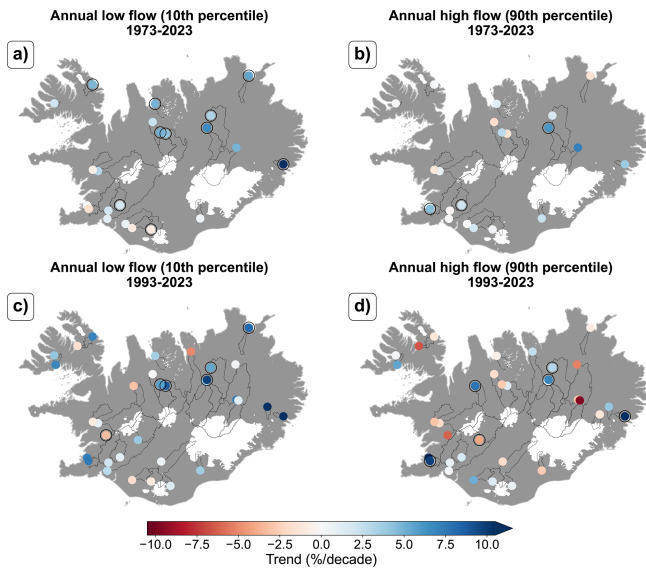 Annual low flow (10th percentile)
1973-2023
Annual high flow (90th percentile)
1973-2023
a)
b)
Annual low flow (10th percentile)
1993-2023
Annual high flow (90th percentile)
1993-2023
c)
d)
−10.0 −7.5 −5.0 −2.5 0.0 2.5 5.0 7.5 10.0
Trend (%/decade)